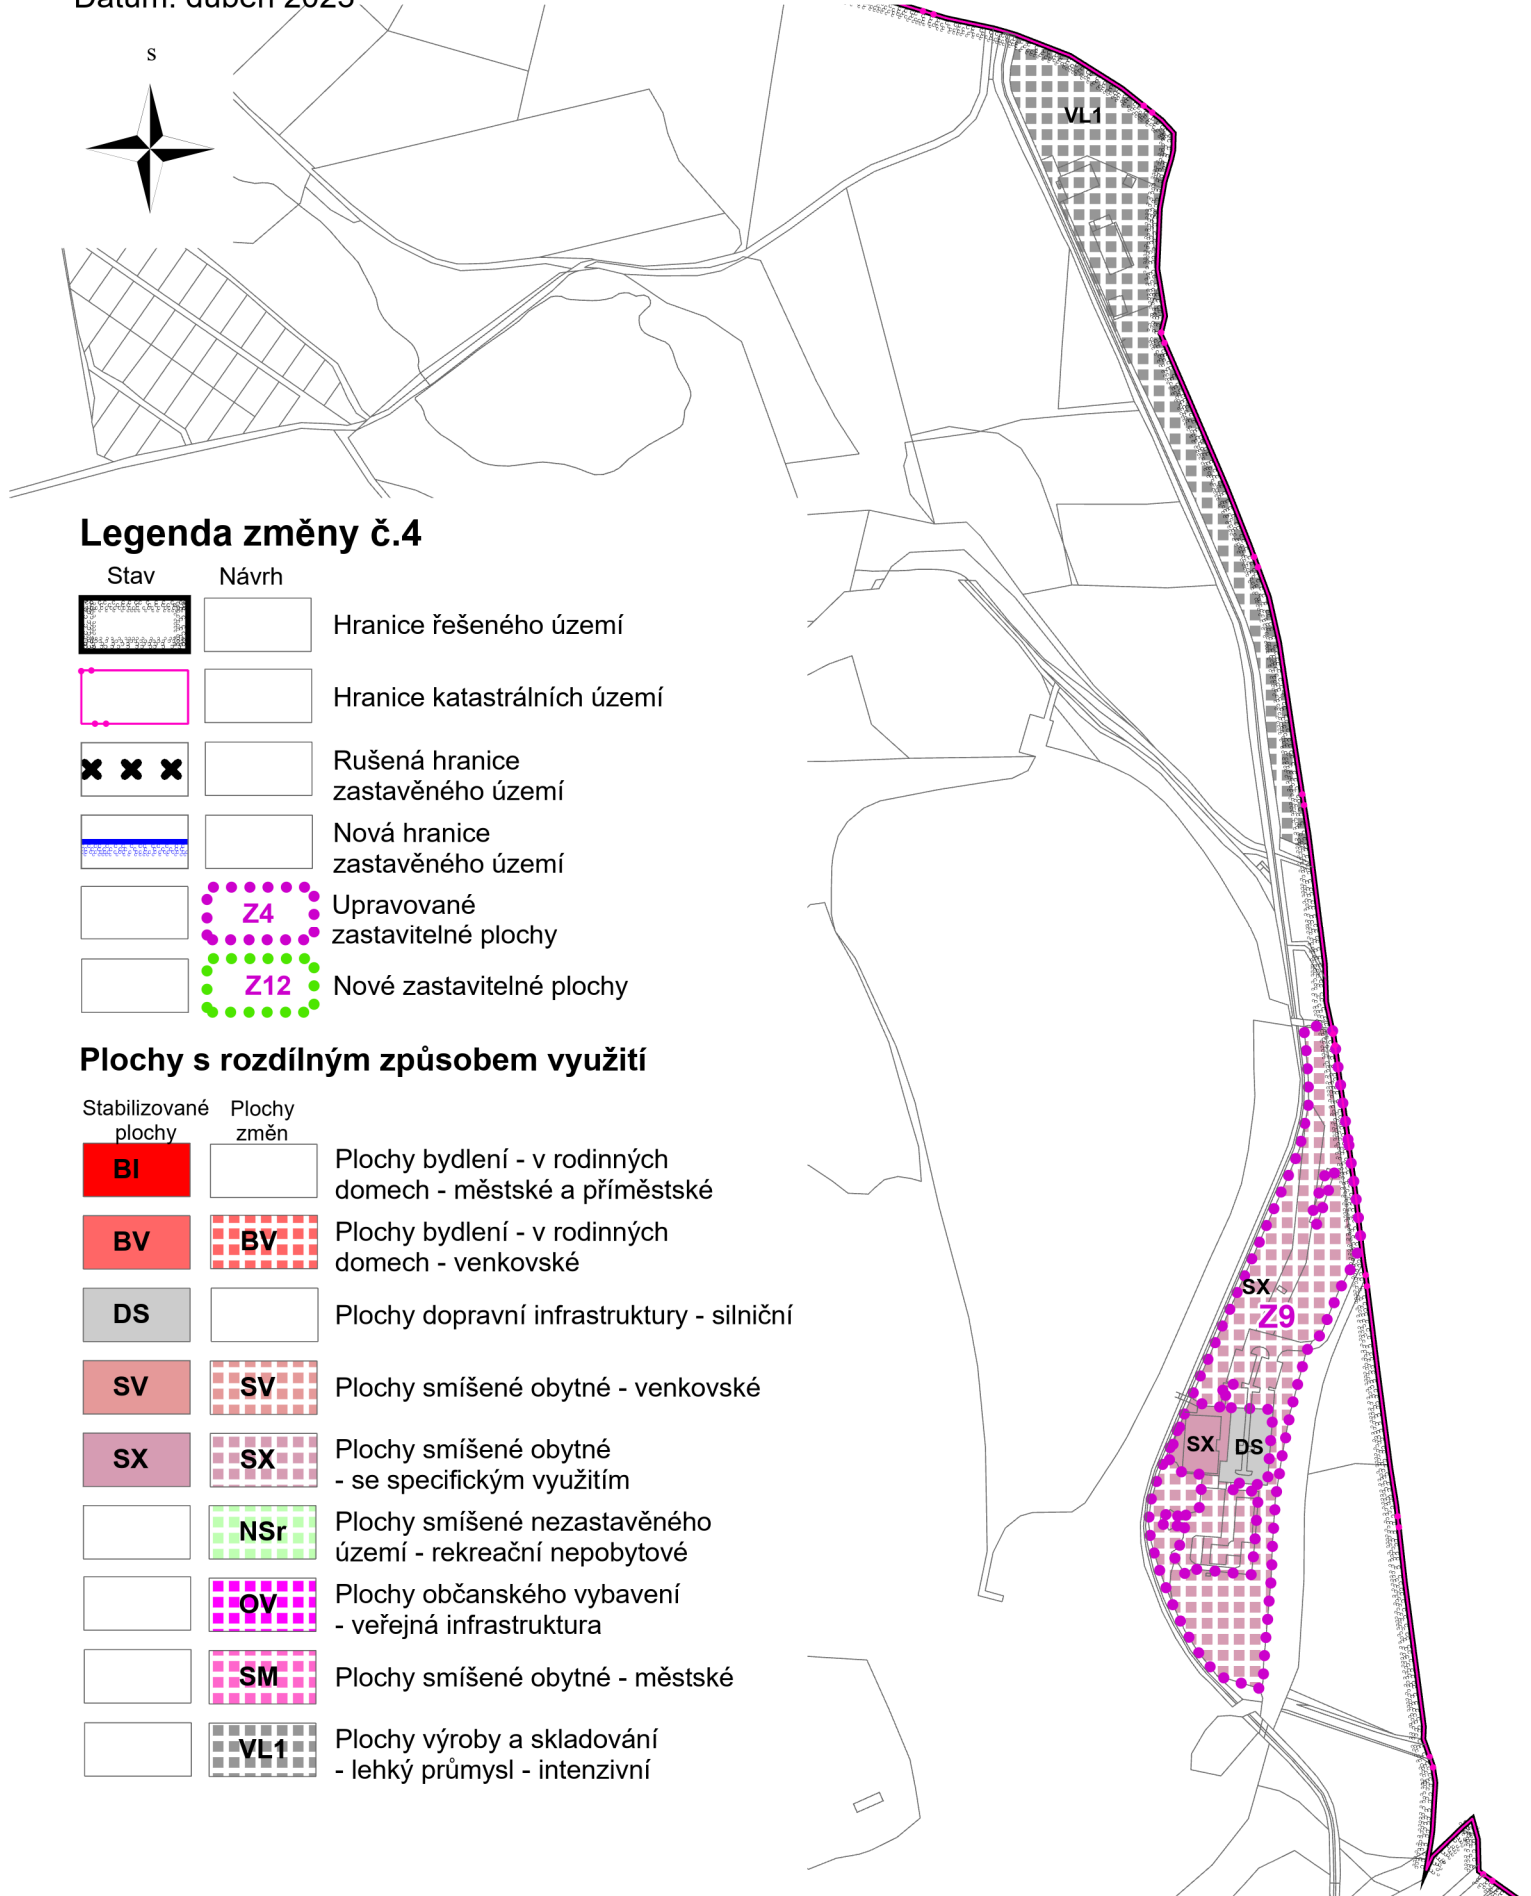 Datum: duben 2023
S
VL1
Legenda změny č.4
Stav Návrh
Hranice řešeného území
Hranice katastrálních území
Rušená hranice
zastavěného území
Nová hranice
zastavěného území
Z4
Upravované
zastavitelné plochy
Z12
Nové zastavitelné plochy
Plochy s rozdílným způsobem využití
Stabilizované
plochy
Plochy
změn
BI
Plochy bydlení - v rodinných
domech - městské a příměstské
BV BV
Plochy bydlení - v rodinných
domech - venkovské
DS
Plochy dopravní infrastruktury - silniční
SV SV
Plochy smíšené obytné - venkovské
SX SX
Plochy smíšené obytné
- se specifickým využitím
NSr
Plochy smíšené nezastavěného
území - rekreační nepobytové
OV
Plochy občanského vybavení
- veřejná infrastruktura
SM
Plochy smíšené obytné - městské
VL1
Plochy výroby a skladování
- lehký průmysl - intenzivní
SX
Z9
SX DS